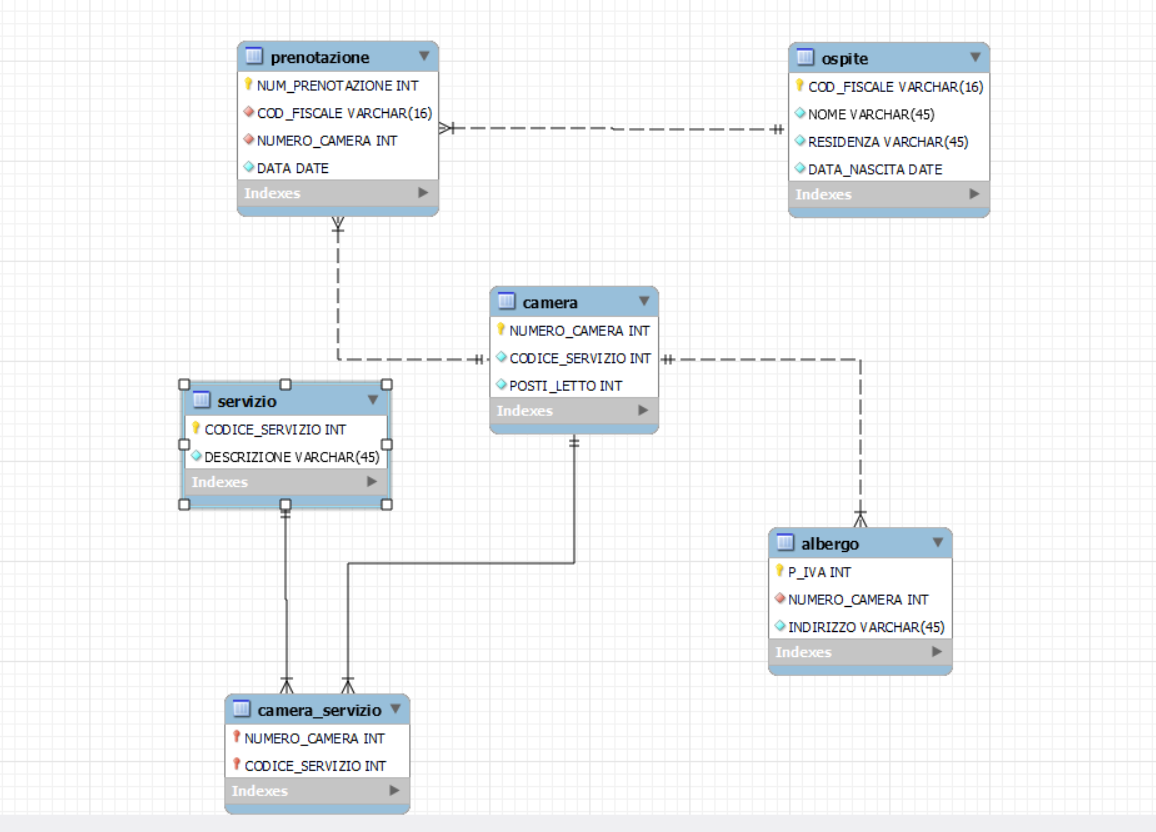 prenotazione
NUM_PRENOTAZIONE INT
COD_FISCALE VARCHAR(16)
NUMERO_CAMERA INT
DATA DATE
Indexes
ospite
COD_FISCALE VARCHAR(16)
NOME VARCHAR(45)
RESIDENZA VARCHAR(45)
DATA_NASCITA DATE
Indexes
camera
NUMERO_CAMERA INT
CODICE_SERVIZIO INT
POSTI_LETTO INT
Indexes
servizio
CODICE_SERVIZIO INT
DESCRIZIONE VARCHAR(45)
Indexes
albergo
P_IVA INT
NUMERO_CAMERA INT
INDIRIZZO VARCHAR(45)
Indexes
camera_servizio
NUMERO_CAMERA INT
CODICE_SERVIZIO INT
Indexes